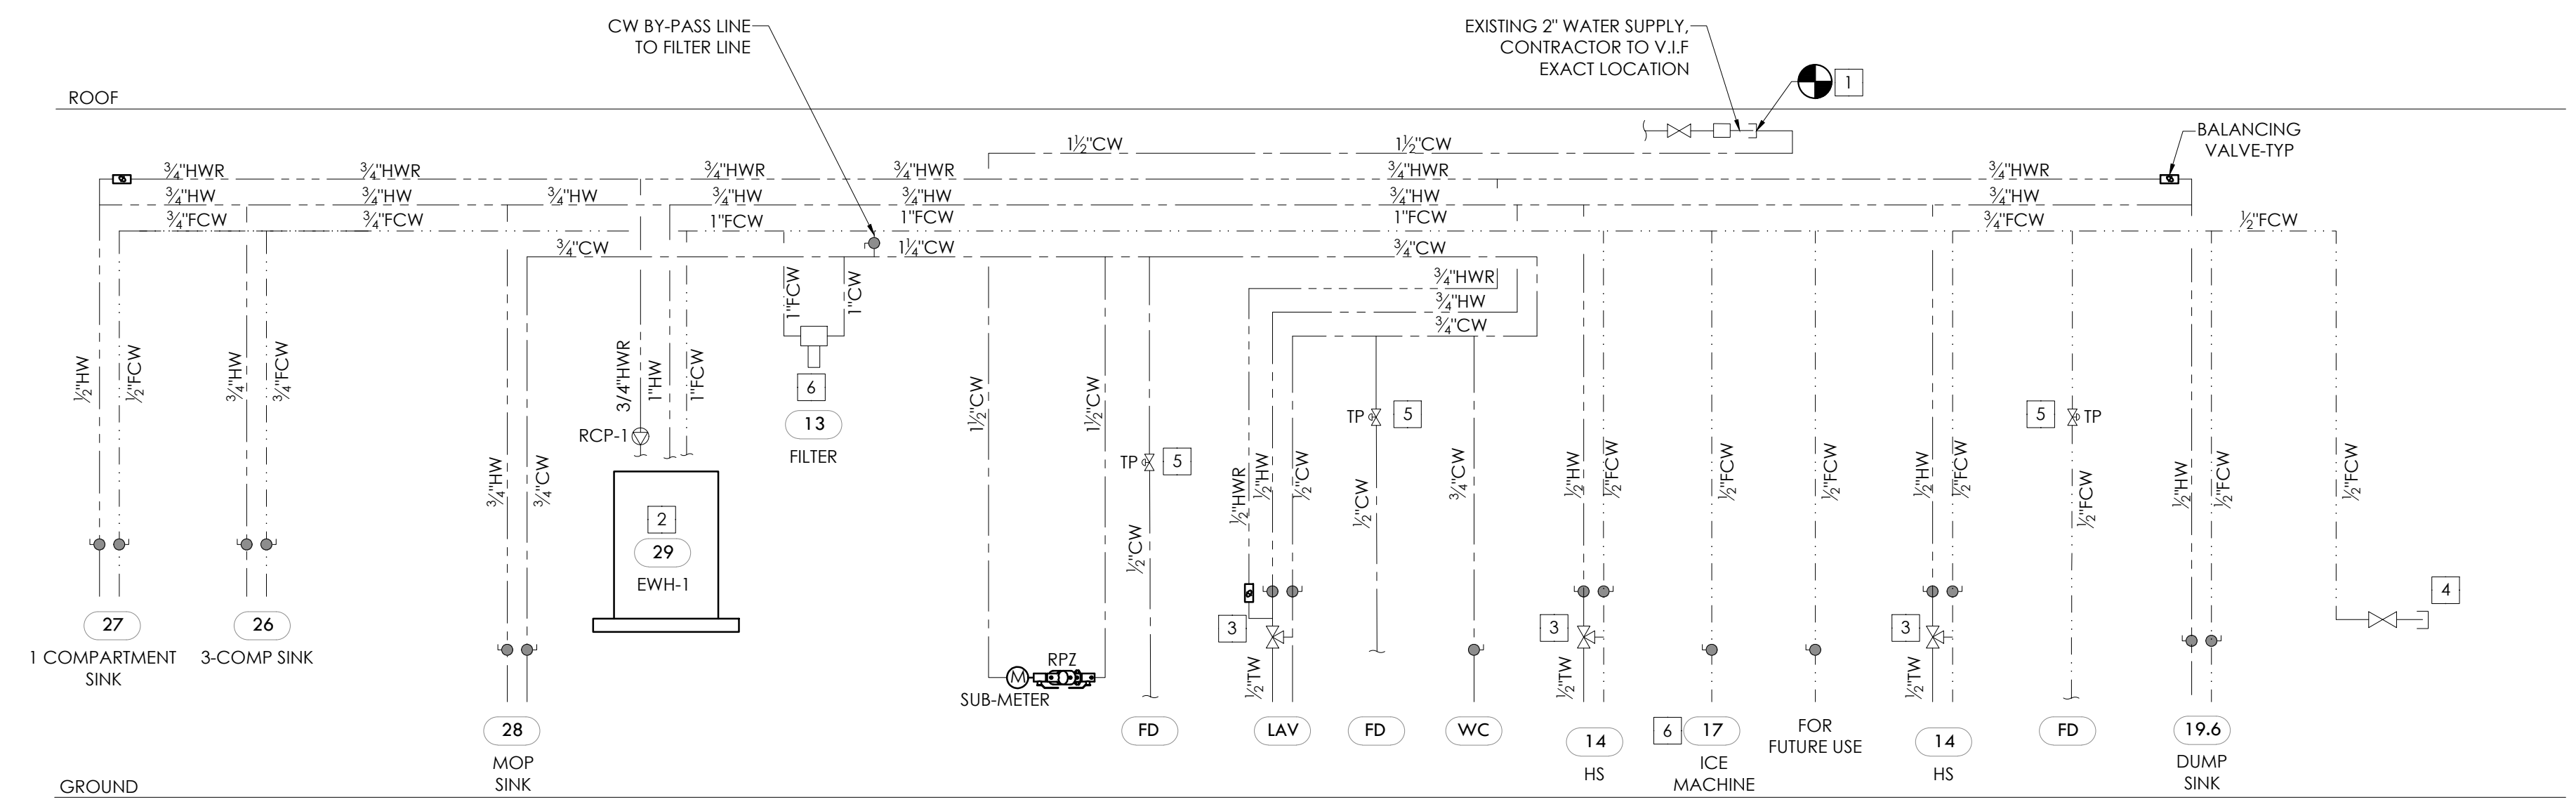 CW BY-PASS LINE
TO FILTER LINE
EXISTING 2" WATER SUPPLY,
CONTRACTOR TO V.I.F
EXACT LOCATION
1
ROOF
BALANCING
VALVE-TYP
1½"CW
1½"CW
¾"HWR
¾"HWR
¾"HWR
¾"HWR
¾"HWR
¾"HWR
¾"HW
¾"HW
¾"HW
¾"HW
¾"HW
¾"HW
¾"HW
¾"FCW
¾"FCW
1"FCW
1"FCW
1"FCW
¾"FCW
½"FCW
¾"CW
1¼"CW
¾"CW
¾"HWR
¾"HW
¾"CW
1"FCW
1"CW
½"HW
½"FCW
¾"HW
¾"FCW
¾"HW
¾"CW
3/4"HWR
1"HW
1"FCW
1½"CW
1½"CW
½"CW
½"HWR
½"HW
½"CW
½"CW
¾"CW
½"HW
½"FCW
½"FCW
½"FCW
½"HW
½"FCW
½"FCW
½"HW
½"FCW
½"FCW
6
13
FILTER
RCP-1
TP
5
TP
5
5
TP
2
29
EWH-1
3
3
3
4
½"TW
½"TW
½"TW
27
1 COMPARTMENT
SINK
26
3-COMP SINK
28
MOP
SINK
M
RPZ
SUB-METER
FD
LAV
FD
WC
14
HS
6
17
ICE
MACHINE
FOR
FUTURE USE
14
HS
FD
19.6
DUMP
SINK
GROUND